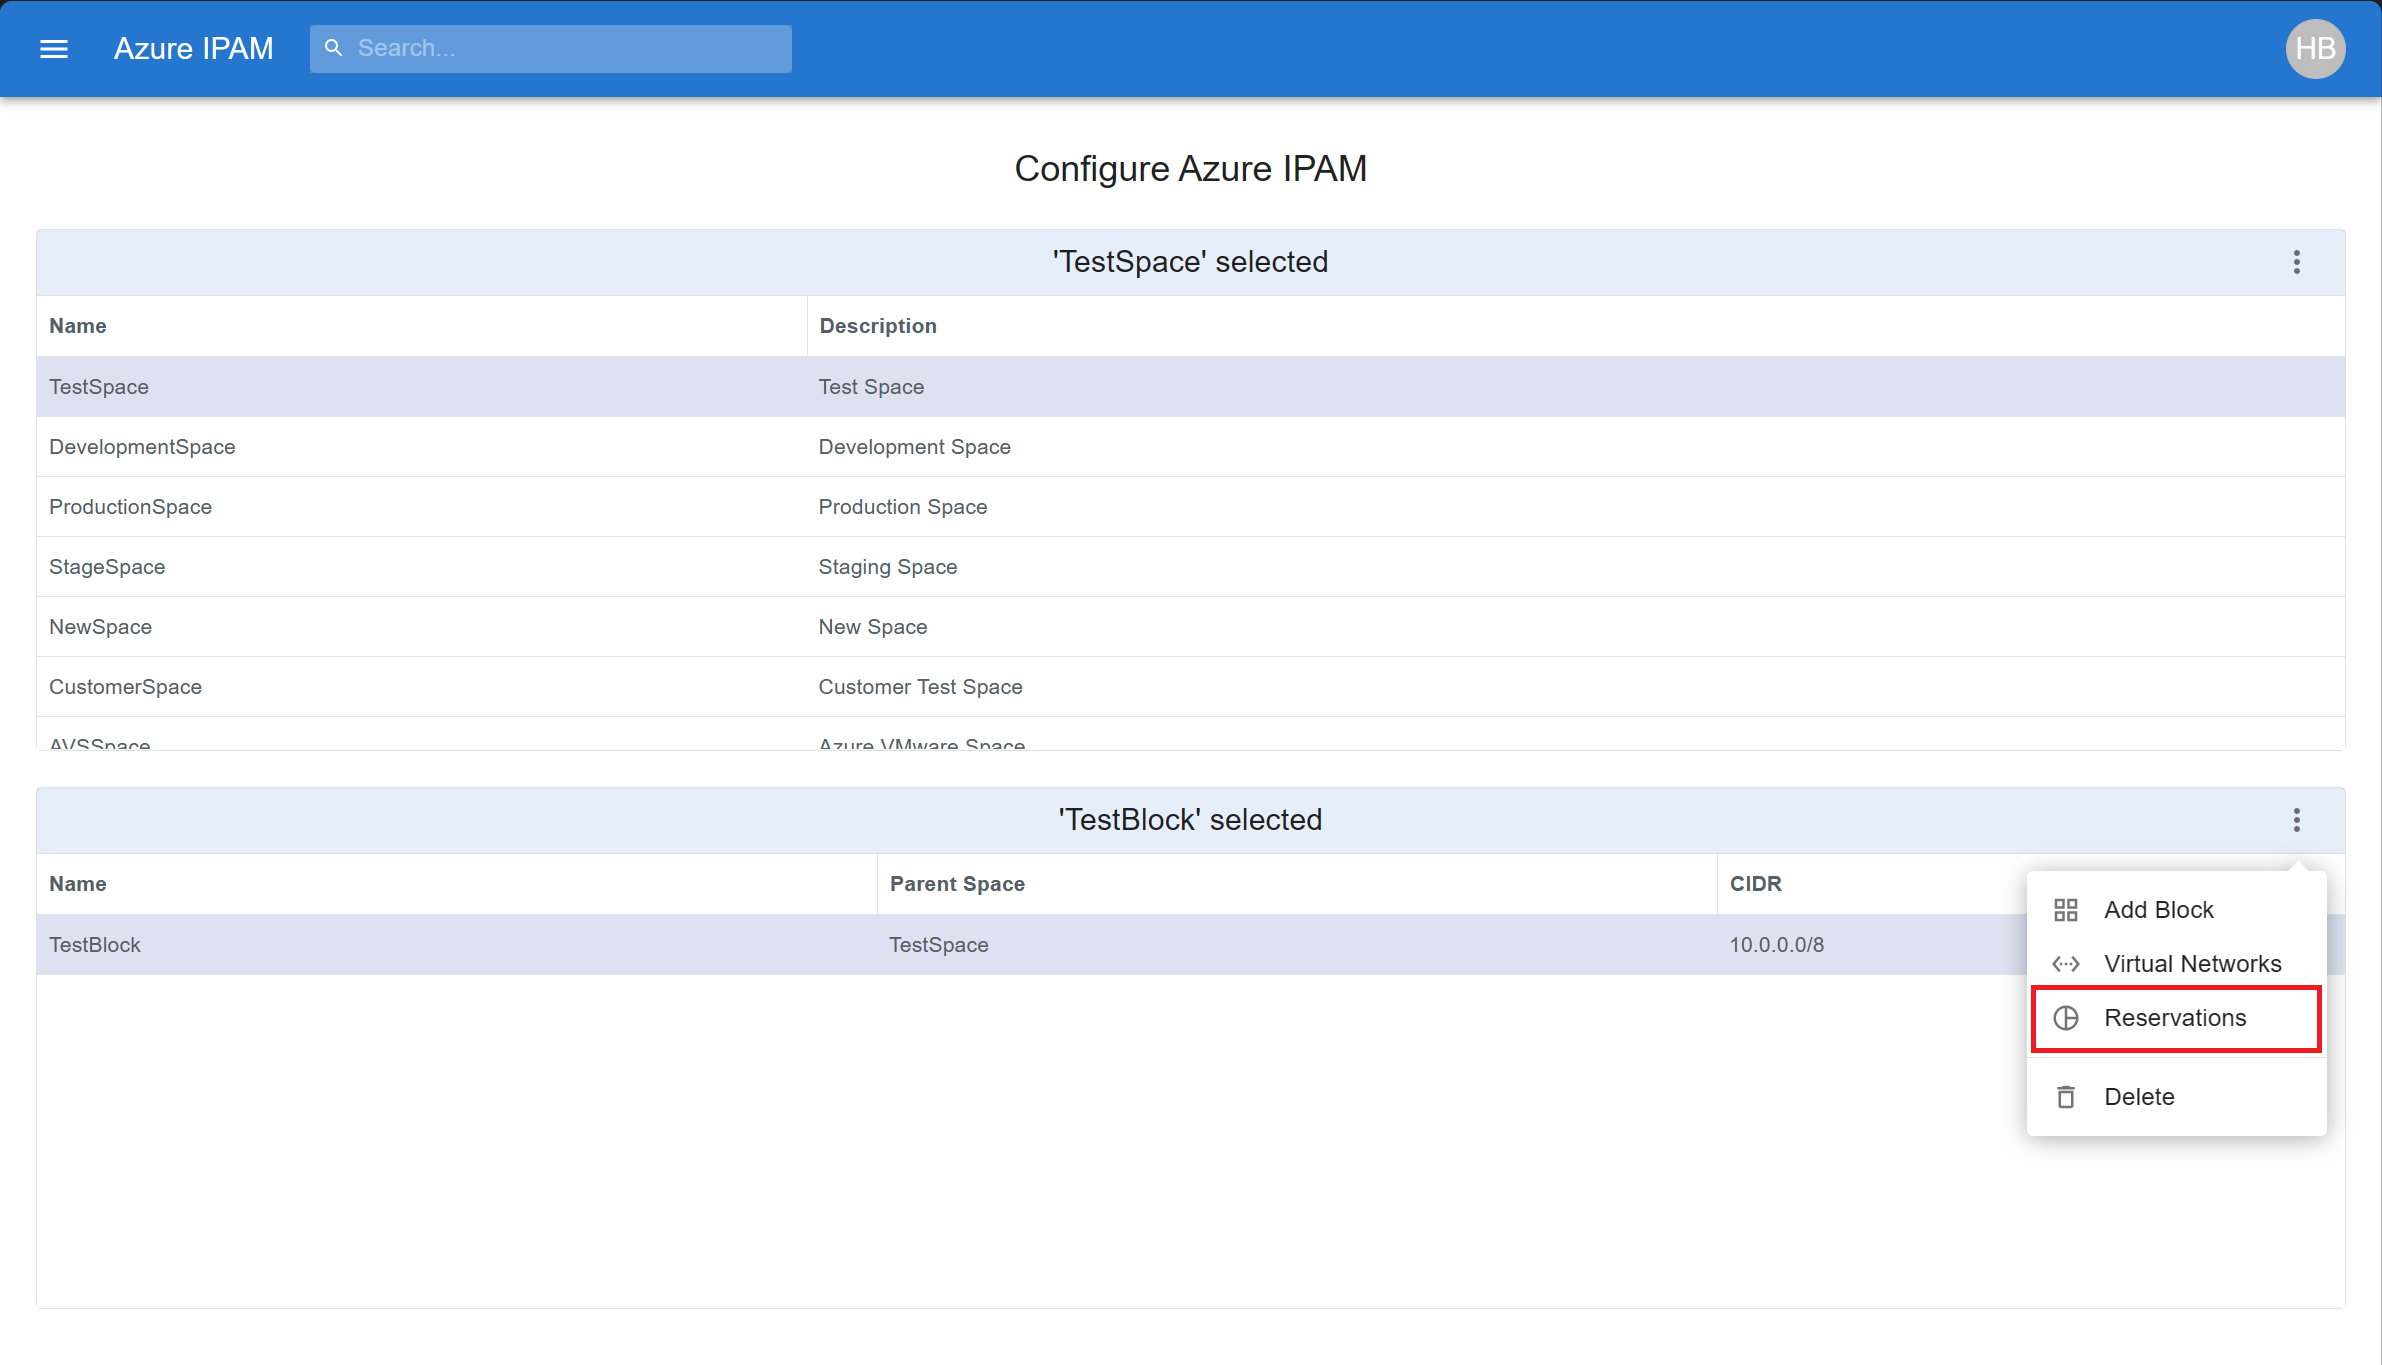 Azure IPAM Search... HB
Configure Azure IPAM
'TestSpace' selected
Name Description
TestSpace Test Space
DevelopmentSpace Development Space
ProductionSpace Production Space
StageSpace Staging Space
NewSpace New Space
CustomerSpace Customer Test Space
AVSSpace Azure VMware Space
'TestBlock' selected
Name Parent Space CIDR
TestBlock TestSpace 10.0.0.0/8
Add Block
Virtual Networks
Reservations
Delete